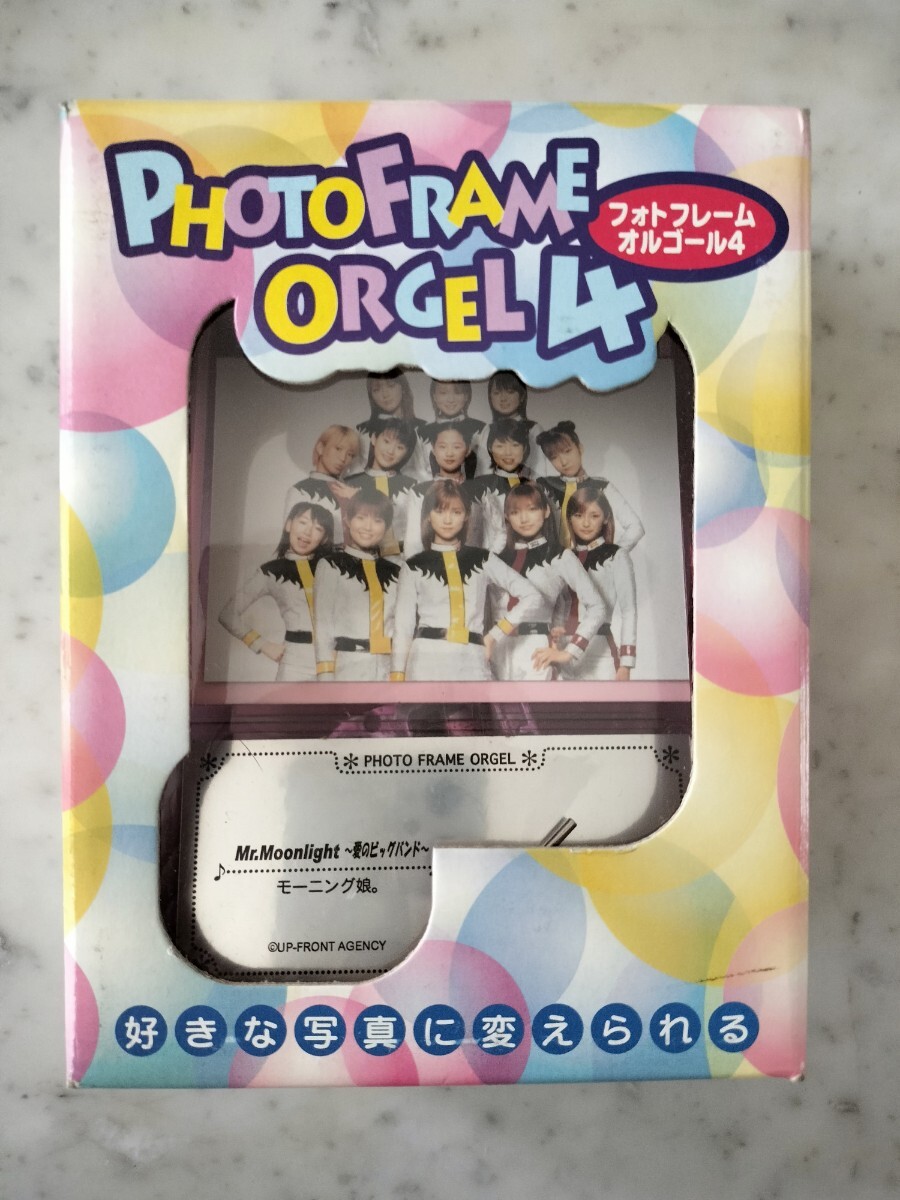 PHOTOFRAME
ORGEL 4
フォトフレーム
オルゴール4
PHOTO FRAME ORGEL
Mr.Moonlight ～愛のビッグバンド～
モーニング娘。
©UP-FRONT AGENCY
好きな写真に変えられる